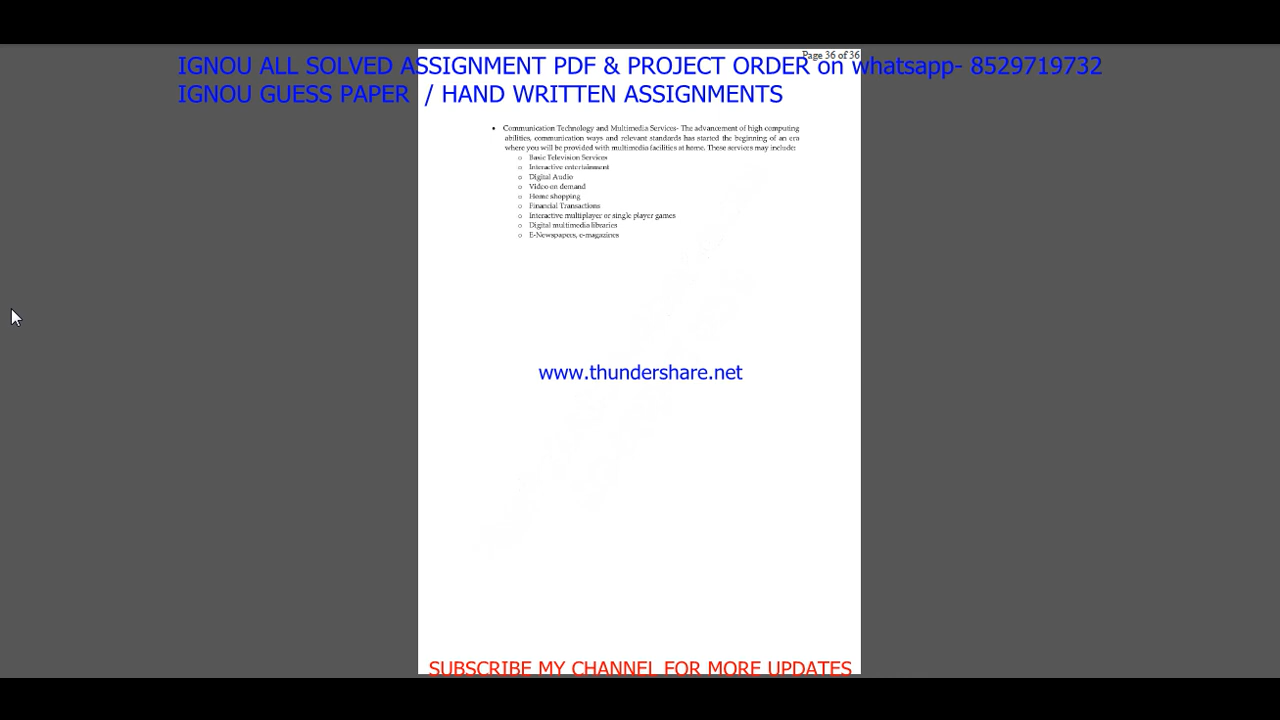 Page 36 of 36
IGNOU ALL SOLVED ASSIGNMENT PDF & PROJECT ORDER on whatsapp- 8529719732
IGNOU GUESS PAPER / HAND WRITTEN ASSIGNMENTS
• Communication Technology and Multimedia Services- The advancement of high computing
abilities, communication ways and relevant standards has started the beginning of an era
where you will be provided with multimedia facilities at home. These services may include:
o Basic Television Services
o Interactive entertainment
o Digital Audio
o Video on demand
o Home shopping
o Financial Transactions
o Interactive multiplayer or single player games
o Digital multimedia libraries
o E-Newspapers, e-magazines
www.thundershare.net
SUBSCRIBE MY CHANNEL FOR MORE UPDATES